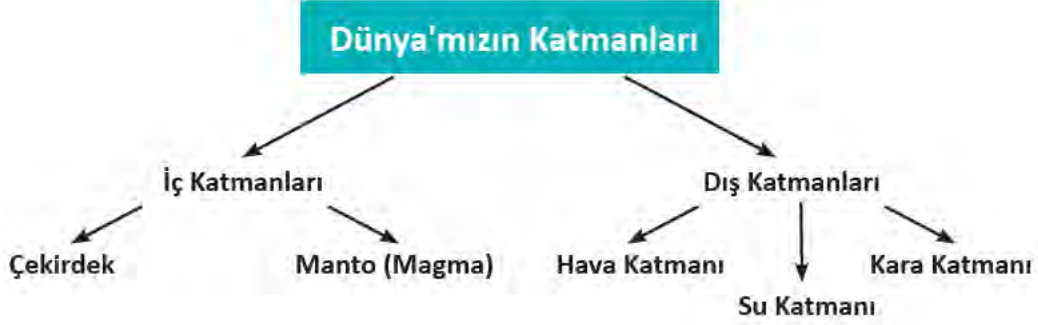 Dünya'mızın Katmanları
İç Katmanları
Dış Katmanları
Çekirdek
Manto (Magma)
Hava Katmanı
Kara Katmanı
Su Katmanı